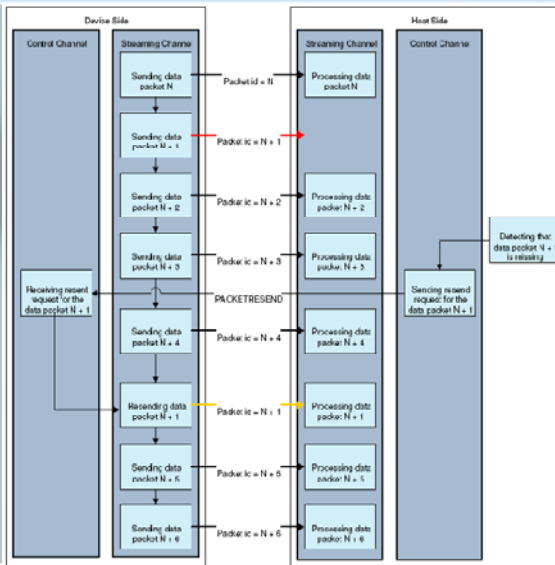 Device Side
Host Side
Control Channel
Streaming Channel
Streaming Channel
Control Channel
Sending data
packet N
Packet id = N
Processing data
packet N
Sending data
packet N + 1
Packet id = N + 1
Sending data
packet N + 2
Packet id = N + 2
Processing data
packet N + 2
Detecting that
data packet N +
is missing
Sending data
packet N + 3
Packet id = N + 3
Processing data
packet N + 3
Receiving resent
request for the
data packet N + 1
PACKETRESEND
Sending resend
request for the
data packet N + 1
Sending data
packet N + 4
Packet id = N + 4
Processing data
packet N + 4
Resending data
packet N + 1
Packet id = N + 1
Processing data
packet N + 1
Sending data
packet N + 5
Packet id = N + 5
Processing data
packet N + 5
Sending data
packet N + 6
Packet id = N + 6
Processing data
packet N + 6